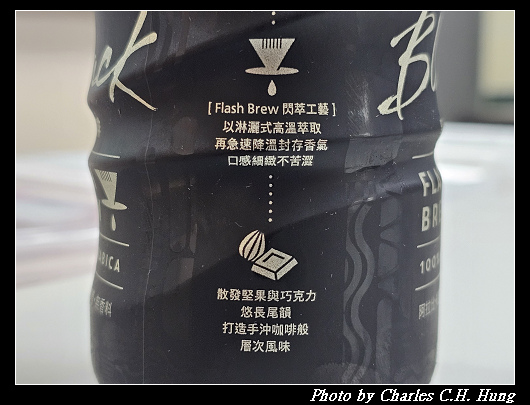 [ Flash Brew 閃萃工藝 ]
以淋灑式高溫萃取
再急速降溫封存香氣
口感細緻不苦澀
散發堅果與巧克力
悠長尾韻
打造手沖咖啡般
層次風味
Photo by Charles C.H. Hung